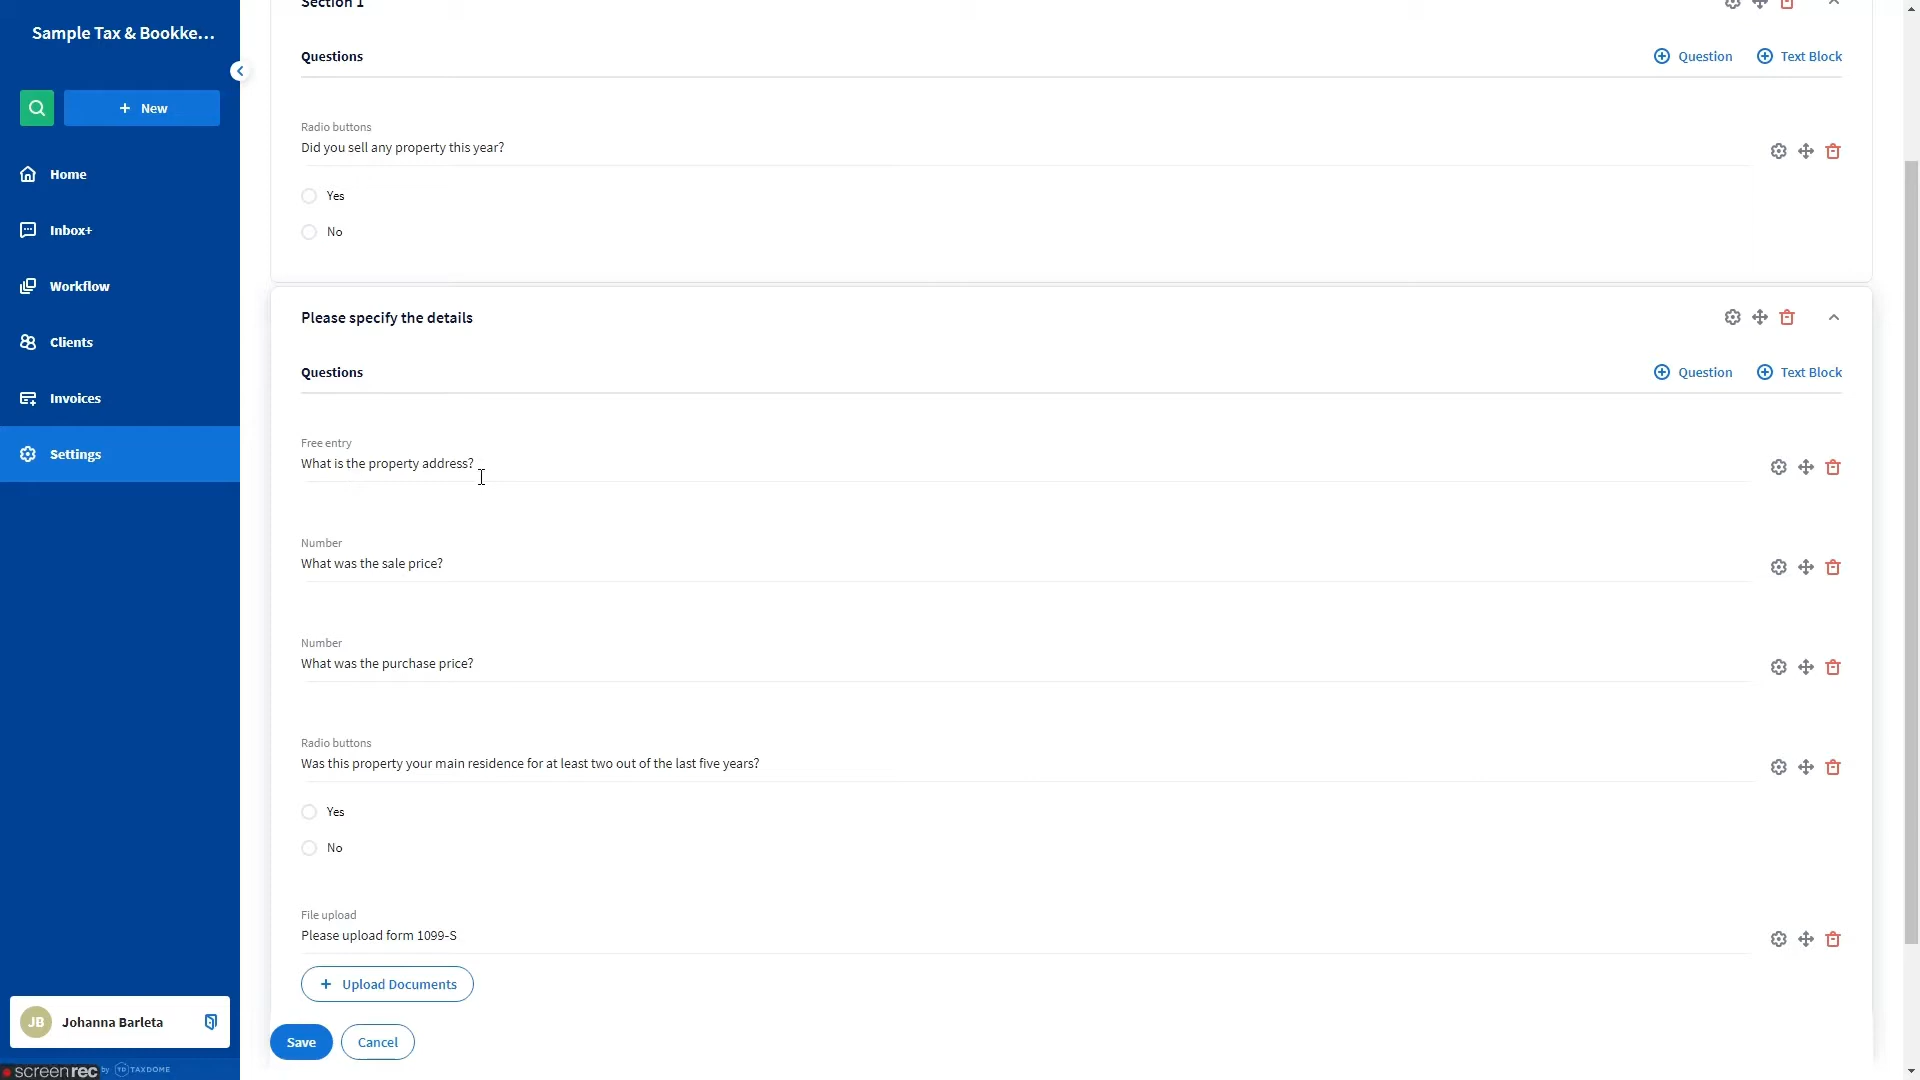 Section 1
Sample Tax & Bookke...
Questions
Question
Text Block
New
Radio buttons
Did you sell any property this year?
Home
Yes
Inbox+
No
Workflow
Please specify the details
Clients
Questions
Question
Text Block
Invoices
Free entry
What is the property address?
Settings
Number
What was the sale price?
Number
What was the purchase price?
Radio buttons
Was this property your main residence for at least two out of the last five years?
Yes
No
File upload
Please upload form 1099-S
Upload Documents
JB
Johanna Barleta
Save
Cancel
screenrec by TD TAXDOME